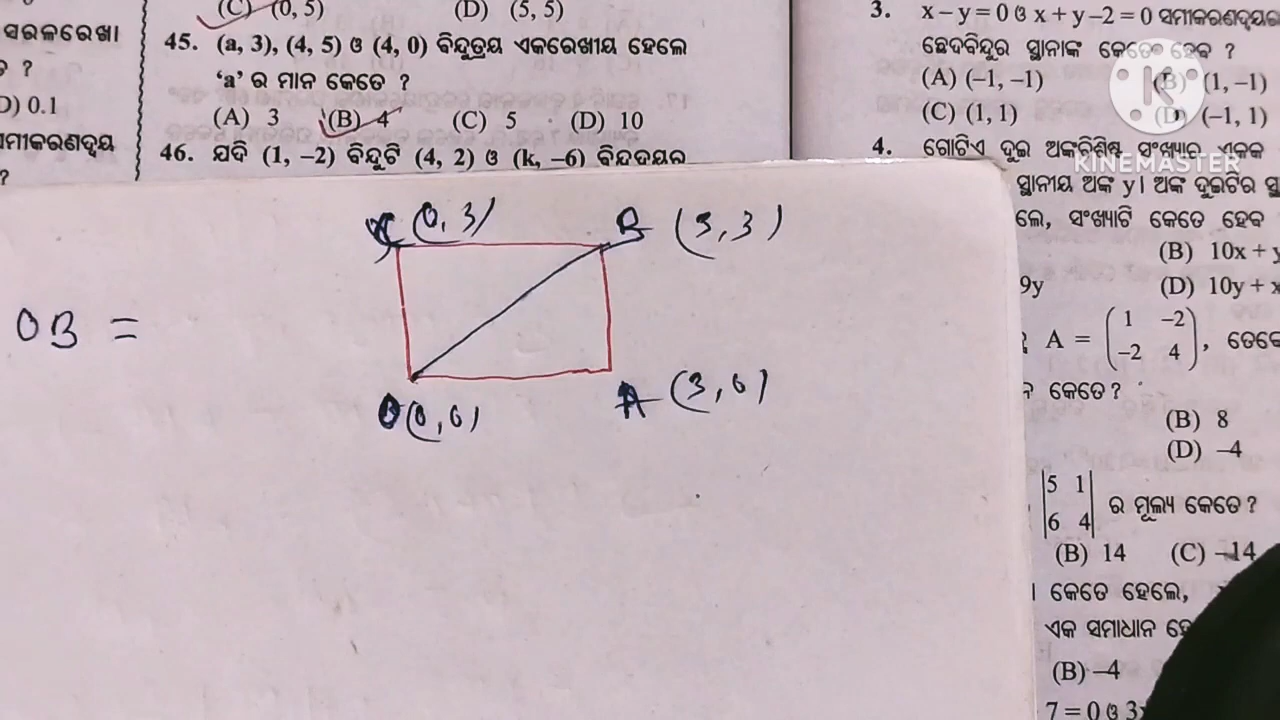 (C) (0, 5) (D) (5, 5)
ସରଳରେଖା
?
D) 0.1
ସମୀକରଣଦ୍ୱୟ
?
45. (a, 3), (4, 5) ଓ (4, 0) ବିନ୍ଦୁତ୍ରୟ ଏକରେଖୀୟ ହେଲେ
‘a’ ର ମାନ କେତେ ?
(A) 3 (B) 4 (C) 5 (D) 10
46. ଯଦି (1, –2) ବିନ୍ଦୁଟି (4, 2) ଓ (k, –6) ବିନ୍ଦୁଦ୍ୱୟର
3. x – y = 0 ଓ x + y –2 = 0 ସମୀକରଣଦ୍ୱୟର
ଛେଦବିନ୍ଦୁର ସ୍ଥାନାଙ୍କ କେତେ ହେବ ?
(A) (–1, –1) (B) (1, –1)
(C) (1, 1) (D) (–1, 1)
KINEMASTER
4. ଗୋଟିଏ ଦୁଇ ଅଙ୍କବିଶିଷ୍ଟ ସଂଖ୍ୟାର ଏକକ
ସ୍ଥାନୀୟ ଅଙ୍କ y। ଅଙ୍କ ଦୁଇଟିର ସ୍ଥା
ଲେ, ସଂଖ୍ୟାଟି କେତେ ହେବ
(B) 10x + y
9y (D) 10y + x
A = (1 –2
–2 4), ତେବେ
ନ କେତେ ?
(B) 8
(D) –4
|5 1
6 4| ର ମୂଲ୍ୟ କେତେ ?
(B) 14 (C) –14
। କେତେ ହେଲେ,
ଏକ ସମାଧାନ ହେ
(B) –4
7 = 0 ଓ 3x
C (0, 3) B (3, 3)
OB =
O (0, 0) A (3, 0)